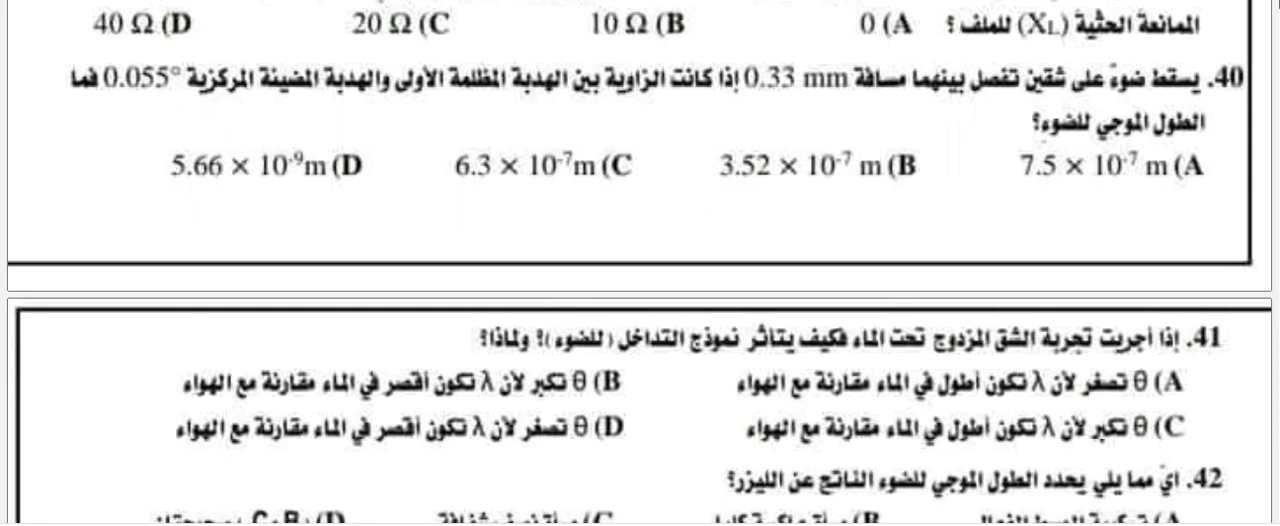 الممانعة الحثية (XL) للملف ؟ A) 0 B) 10 Ω C) 20 Ω D) 40 Ω
40. يسقط ضوءً على شقين تفصل بينهما مسافة 0.33 mm إذا كانت الزاوية بين الهدبة المظلمة الأولى والهدبة المضيئة المركزية 0.055° فما
الطول الموجي للضوء؟
A) 7.5 × 10⁻⁷ m B) 3.52 × 10⁻⁷ m C) 6.3 × 10⁻⁷m D) 5.66 × 10⁻⁹m
41. إذا أجريت تجربة الشق المزدوج تحت الماء فكيف يتأثر نموذج التداخل (للضوء)؟ ولماذا؟
A) θ تصغر لأن λ تكون أطول في الماء مقارنة مع الهواء B) θ تكبر لأن λ تكون أقصر في الماء مقارنة مع الهواء
C) θ تكبر لأن λ تكون أطول في الماء مقارنة مع الهواء D) θ تصغر لأن λ تكون أقصر في الماء مقارنة مع الهواء
42. ايّ مما يلي يحدد الطول الموجي للضوء الناتج عن الليزر؟